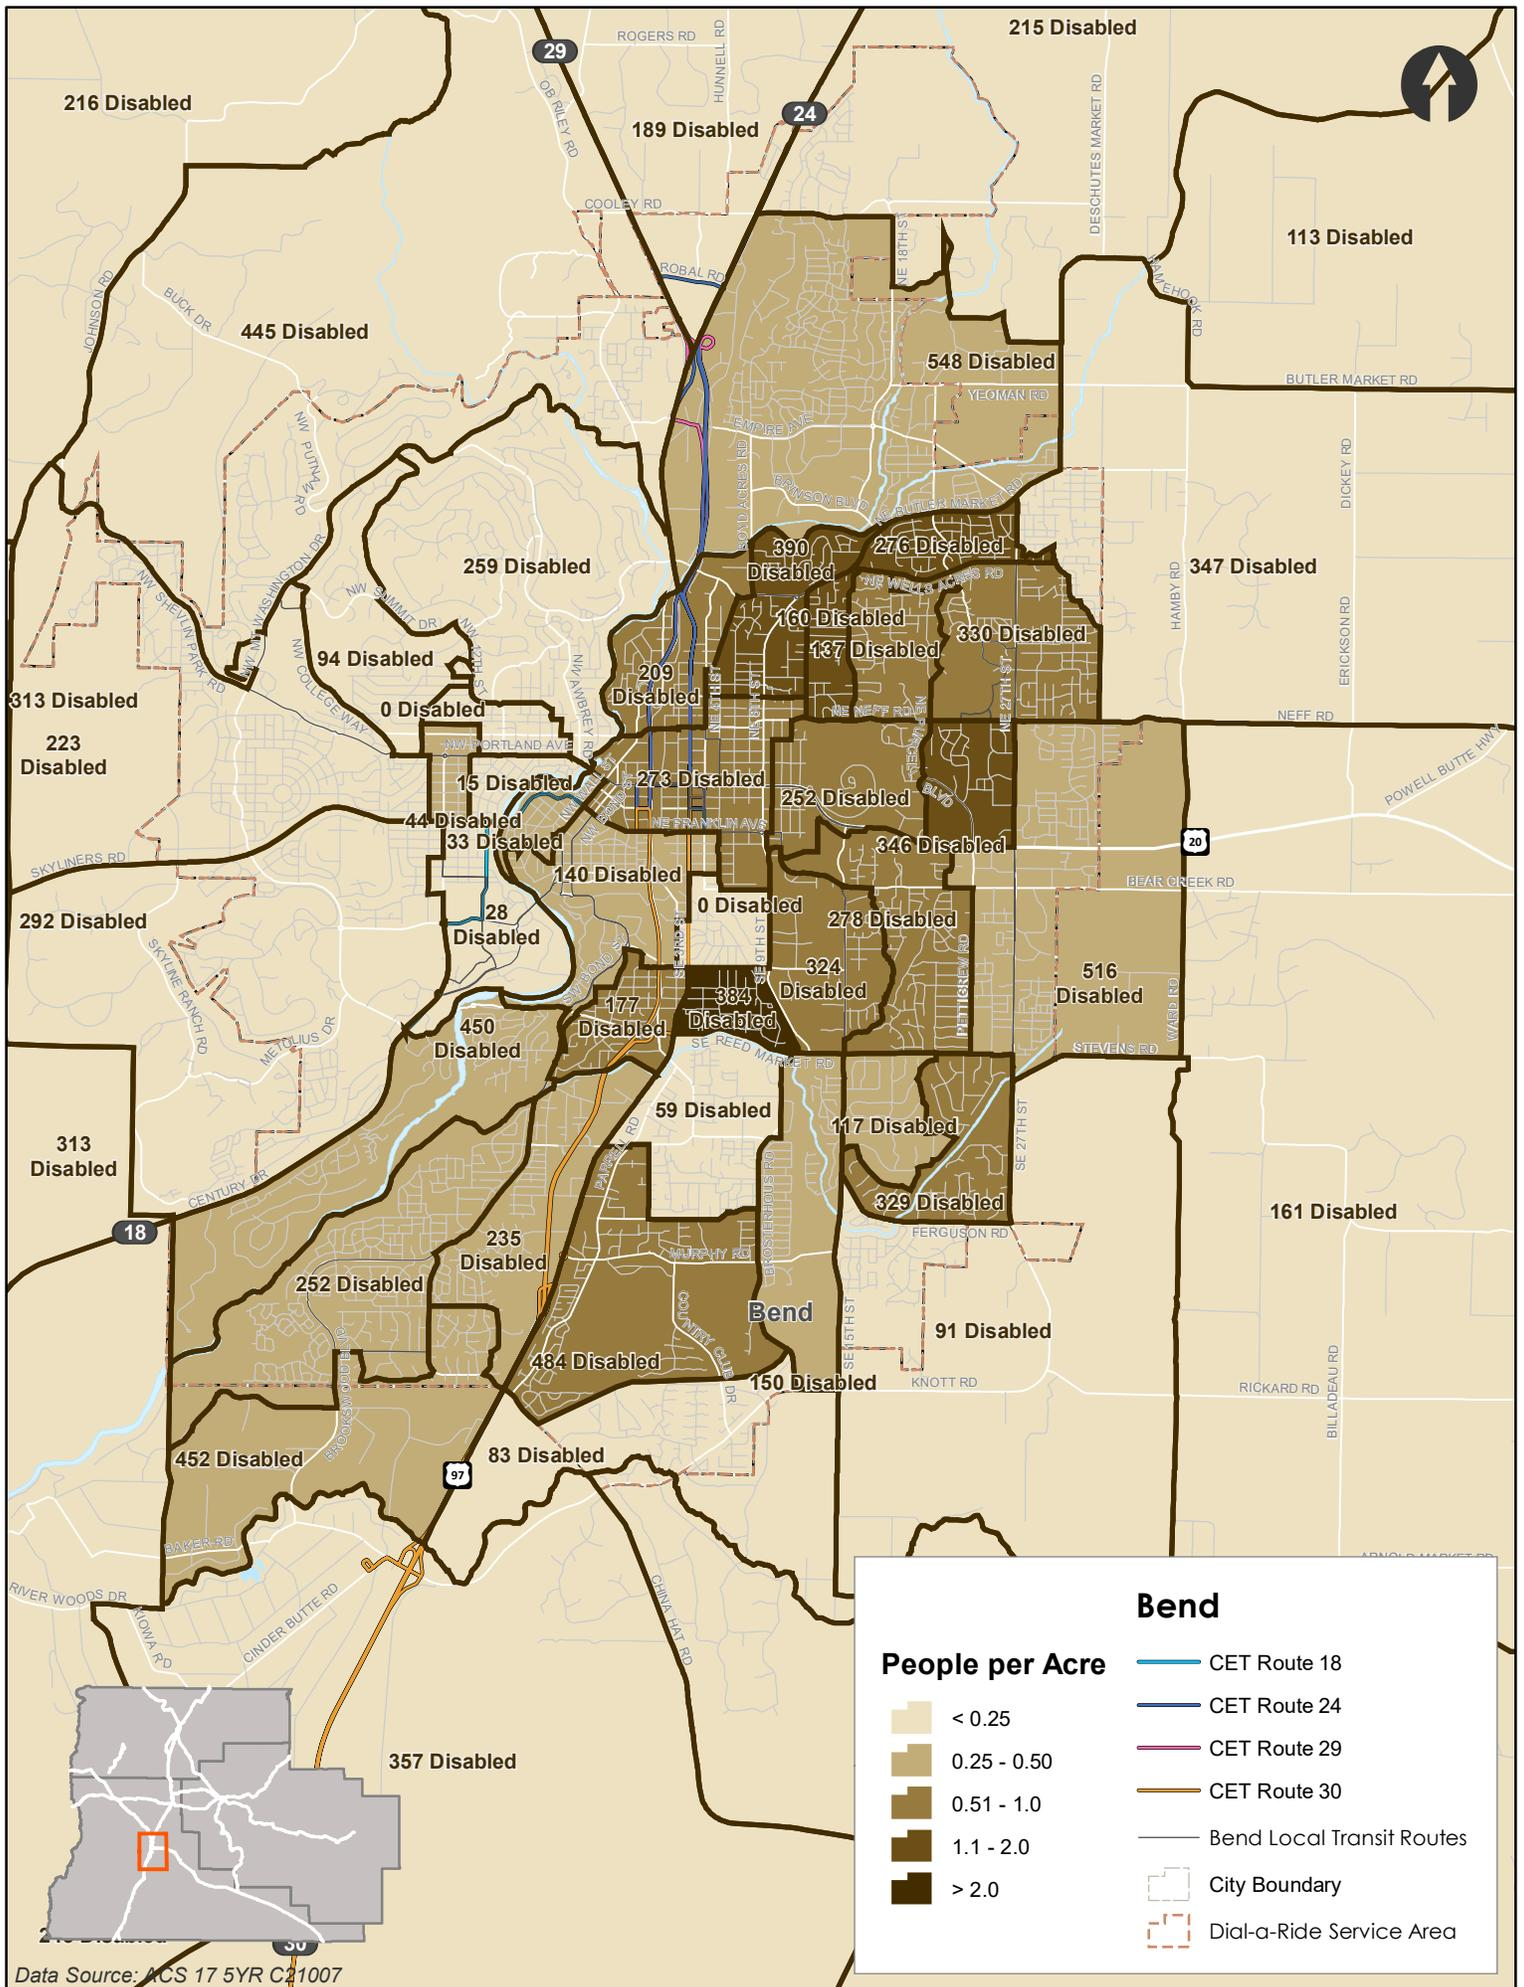 215 Disabled
ROGERS RD
HUNNELL RD
29
OB RILEY RD
216 Disabled
24
189 Disabled
DESCHUTES MARKET RD
COOLEY RD
NE 18TH ST
113 Disabled
ROBAL RD
HAMEHOOK RD
JOHNSON RD
BUCK DR
445 Disabled
548 Disabled
BUTLER MARKET RD
YEOMAN RD
EMPIRE AVE
NW PUTNAM RD
BOYD ACRES RD
DICKEY RD
BRINSON BLVD
NE BUTLER MARKET RD
390
Disabled
276 Disabled
259 Disabled
347 Disabled
NW MT WASHINGTON DR
NE WELLS ACRES RD
NW SHEVLIN PARK RD
NW SUMMIT DR
HAMBY RD
160 Disabled
ERICKSON RD
330 Disabled
94 Disabled
NW 12TH ST
137 Disabled
NW COLLEGE WAY
NW AWBREY RD
209
Disabled
NE 4TH ST
NE 8TH ST
NE 27TH ST
313 Disabled
0 Disabled
NE NEFF RD
NE PURCELL BLVD
NEFF RD
223
Disabled
NW PORTLAND AVE
POWELL BUTTE HWY
15 Disabled
NW WALL ST
NW BOND ST
273 Disabled
252 Disabled
44 Disabled
33 Disabled
NE FRANKLIN AVE
346 Disabled
20
SKYLINERS RD
140 Disabled
BEAR CREEK RD
292 Disabled
0 Disabled
278 Disabled
28
Disabled
SE 3RD ST
SE 9TH ST
SW BOND ST
PETTIGREW RD
SKYLINE RANCH RD
324
Disabled
516
Disabled
WARD RD
384
Disabled
177
Disabled
METOLIUS DR
450
Disabled
SE REED MARKET RD
STEVENS RD
59 Disabled
117 Disabled
SE 27TH ST
313
Disabled
PARRELL RD
BROSTERHOUS RD
CENTURY DR
329 Disabled
161 Disabled
18
FERGUSON RD
235
Disabled
MURPHY RD
252 Disabled
COUNTRY CLUB DR
Bend
SE 15TH ST
91 Disabled
BROOKSWOOD BLVD
484 Disabled
150 Disabled
KNOTT RD
RICKARD RD
BILLADEAU RD
452 Disabled
83 Disabled
97
BAKER RD
ARNOLD MARKET RD
RIVER WOODS DR
KIOWA RD
CINDER BUTTE RD
CHINA HAT RD
357 Disabled
Bend
People per Acre
< 0.25
0.25 - 0.50
0.51 - 1.0
1.1 - 2.0
> 2.0
CET Route 18
CET Route 24
CET Route 29
CET Route 30
Bend Local Transit Routes
City Boundary
Dial-a-Ride Service Area
30
Data Source: ACS 17 5YR C21007